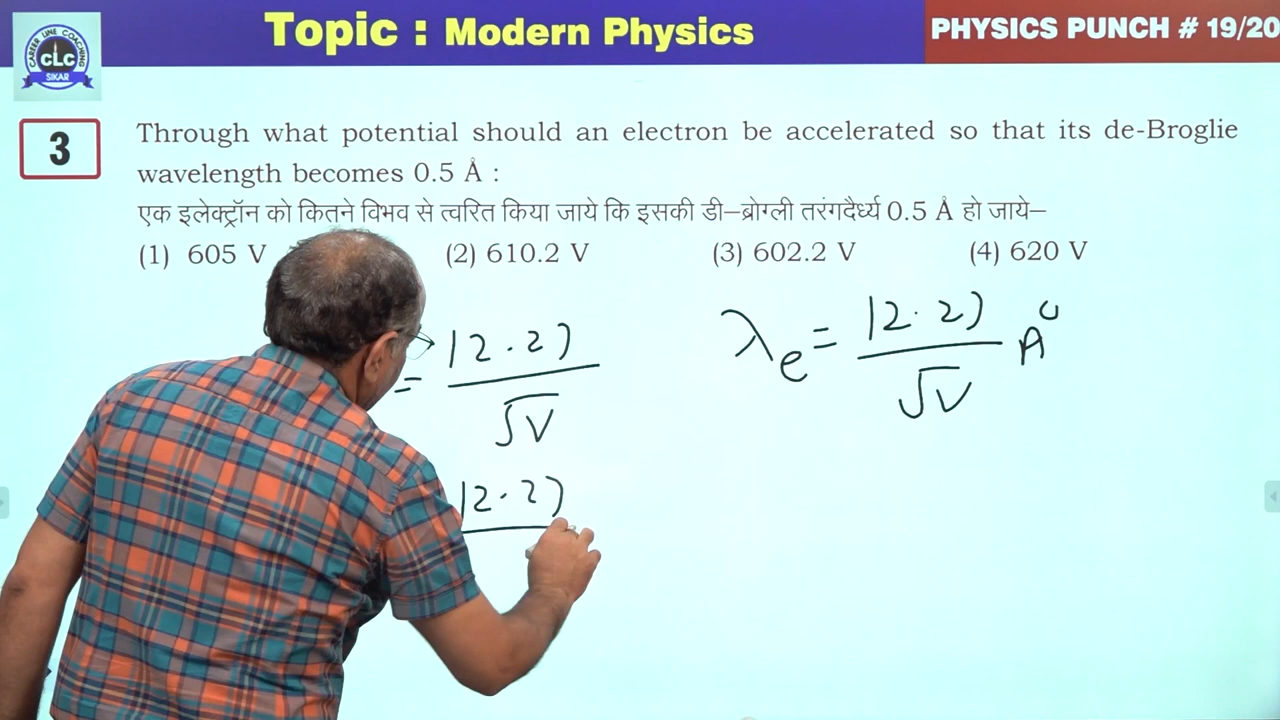 Topic : Modern Physics
PHYSICS PUNCH # 19/20
CAREER LINE COACHING
CLC
SIKAR
3
Through what potential should an electron be accelerated so that its de-Broglie
wavelength becomes 0.5 Å :
एक इलेक्ट्रॉन को कितने विभव से त्वरित किया जाये कि इसकी डी–ब्रोग्ली तरंगदैर्ध्य 0.5 Å हो जाये–
(1) 605 V (2) 610.2 V (3) 602.2 V (4) 620 V
= 12.27 / √V
λe = 12.27 / √V A°
12.27